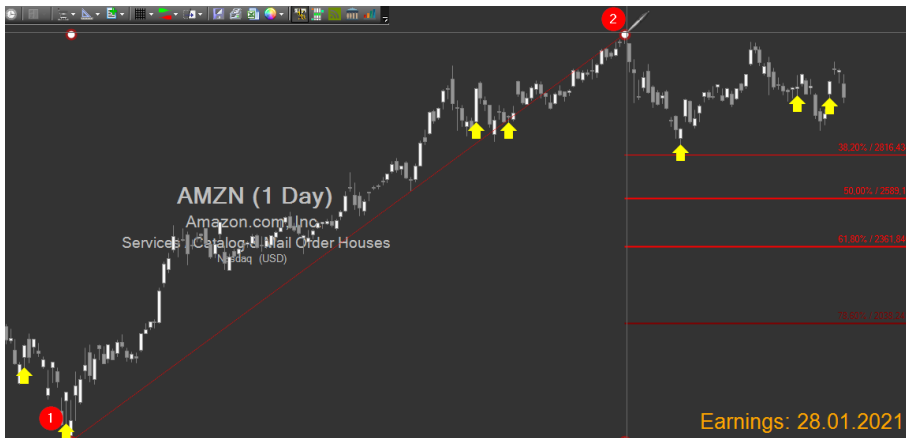 2
AMZN (1 Day)
Amazon.com Inc.
Services / Catalog & Mail Order Houses
Nasdaq (USD)
38,20% / 2816,43
50,00% / 2589,1
61,80% / 2361,84
1
Earnings: 28.01.2021